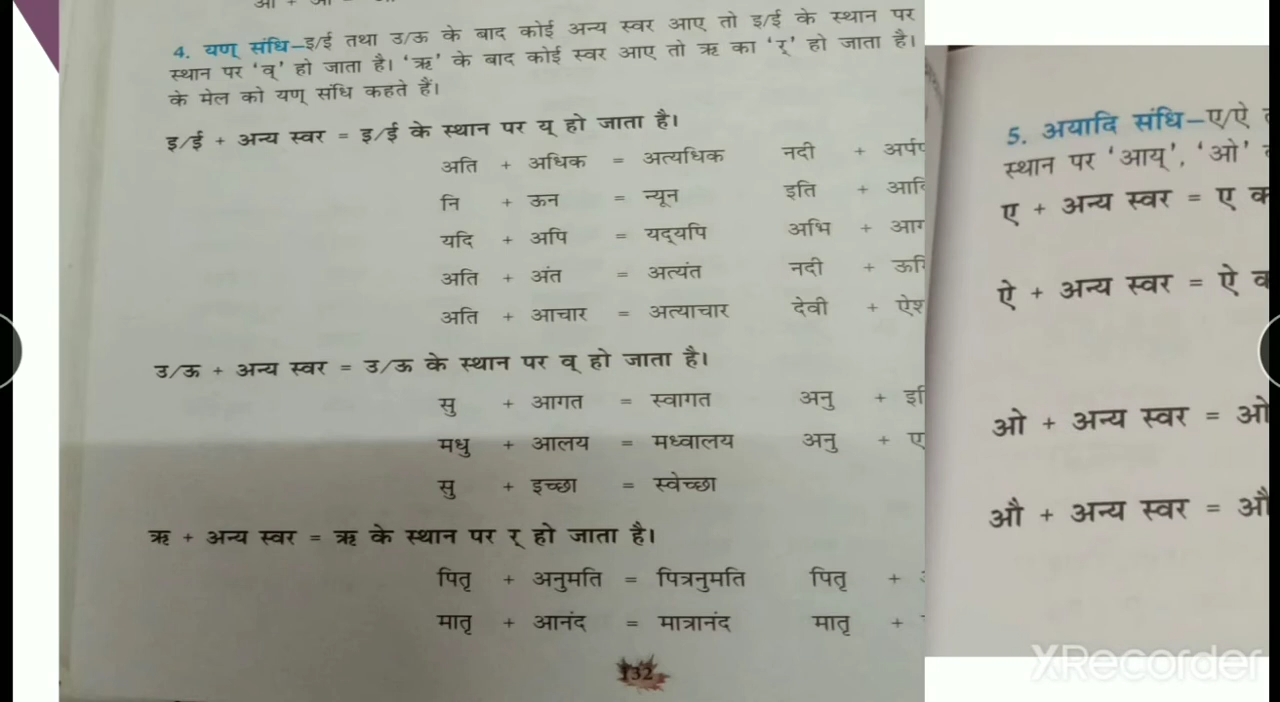 4. यण् संधि–इ/ई तथा उ/ऊ के बाद कोई अन्य स्वर आए तो इ/ई के स्थान पर
स्थान पर 'व्' हो जाता है। 'ऋ' के बाद कोई स्वर आए तो ऋ का 'र्' हो जाता है।
के मेल को यण् संधि कहते हैं।
इ/ई + अन्य स्वर = इ/ई के स्थान पर य् हो जाता है।
अति + अधिक = अत्यधिक नदी +
नि + ऊन = न्यून इति +
यदि + अपि = यद्यपि अभि +
अति + अंत = अत्यंत नदी +
अति + आचार = अत्याचार देवी +
उ/ऊ + अन्य स्वर = उ/ऊ के स्थान पर व् हो जाता है।
सु + आगत = स्वागत अनु +
मधु + आलय = मध्वालय अनु + ए
सु + इच्छा = स्वेच्छा
ऋ + अन्य स्वर = ऋ के स्थान पर र् हो जाता है।
पितृ + अनुमति = पित्रनुमति पितृ +
मातृ + आनंद = मात्रानंद मातृ +
132
5. अयादि संधि–ए/ऐ
स्थान पर 'आय्', 'ओ'
ए + अन्य स्वर = ए क
ऐ + अन्य स्वर = ऐ क
ओ + अन्य स्वर = ओ
औ + अन्य स्वर = औ
XRecorder